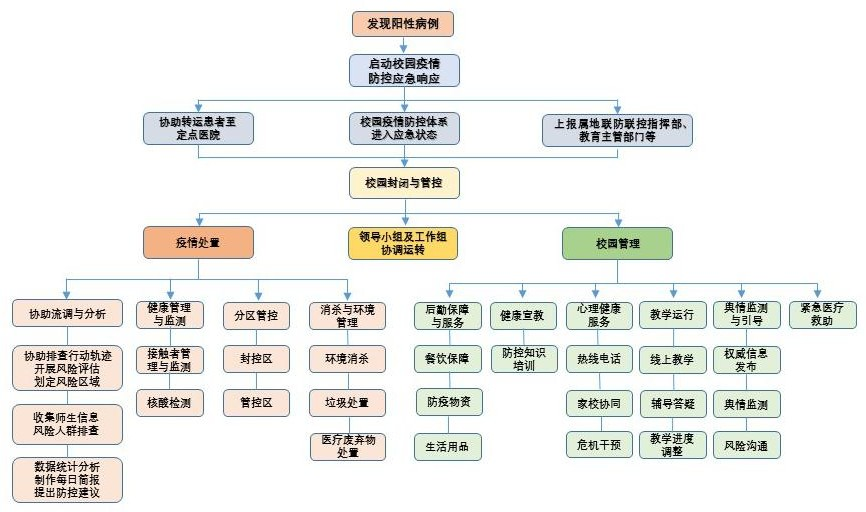 发现阳性病例
启动校园疫情
防控应急响应
协助转运患者至
定点医院
校园疫情防控体系
进入应急状态
上报属地联防联控指挥部、
教育主管部门等
校园封闭与管控
疫情处置
领导小组及工作组
协调运转
校园管理
协助流调与分析
健康管理
与监测
分区管控
消杀与环境
管理
后勤保障
与服务
健康宣教
心理健康
服务
教学运行
舆情监测
与引导
紧急医疗
救助
协助排查行动轨迹
开展风险评估
划定风险区域
接触者管
理与监测
封控区
环境消杀
餐饮保障
防控知识
培训
热线电话
线上教学
权威信息
发布
收集师生信息
风险人群排查
核酸检测
管控区
垃圾处置
防疫物资
家校协同
辅导答疑
舆情监测
数据统计分析
制作每日简报
提出防控建议
医疗废弃物
处置
生活用品
危机干预
教学进度
调整
风险沟通